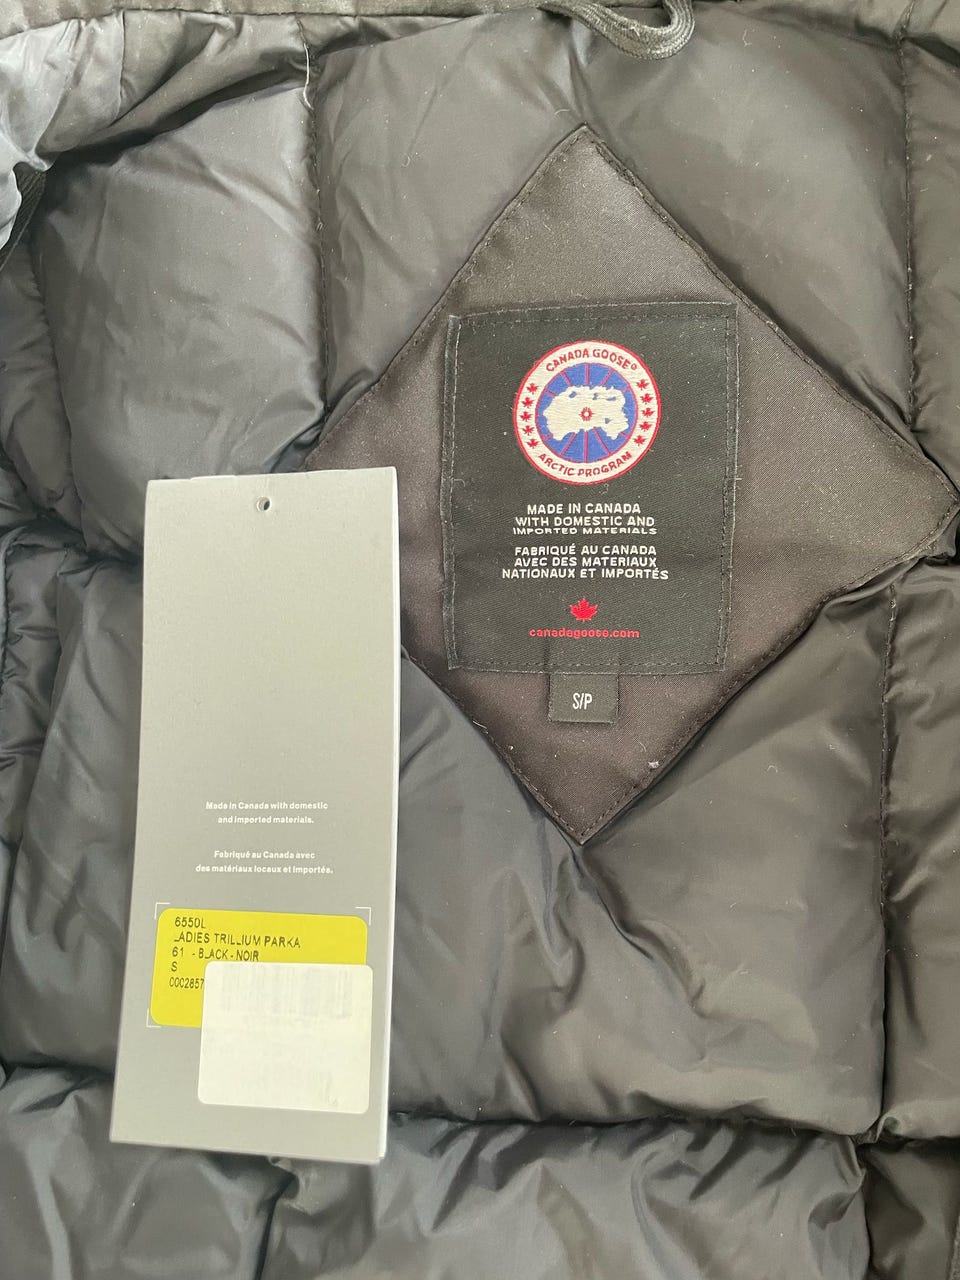 CANADA GOOSE®
ARCTIC PROGRAM
MADE IN CANADA
WITH DOMESTIC AND
IMPORTED MATERIALS
FABRIQUÉ AU CANADA
AVEC DES MATERIAUX
NATIONAUX ET IMPORTÉS
canadagoose.com
S/P
Made in Canada with domestic
and imported materials.
Fabriqué au Canada avec
des matériaux locaux et importés.
6550L
LADIES TRILLIUM PARKA
61 - BLACK - NOIR
S